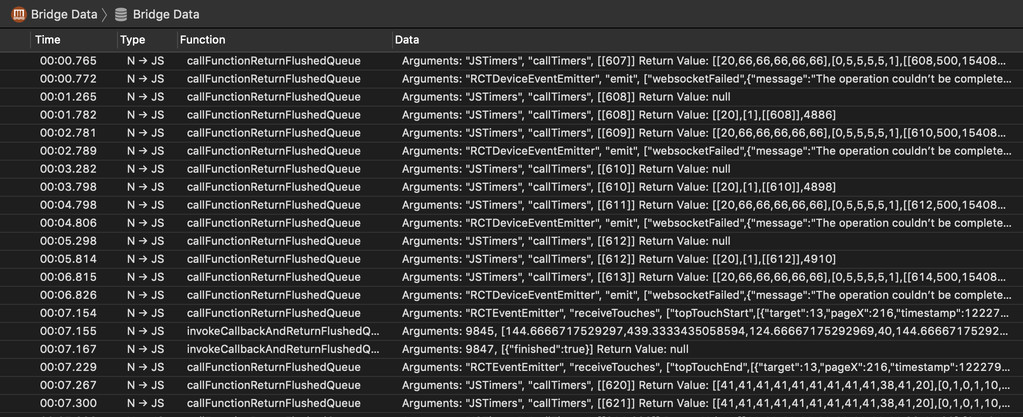 Bridge Data 〉 Bridge Data
Time Type Function Data
00:00.765 N → JS callFunctionReturnFlushedQueue Arguments: "JSTimers", "callTimers", [[607]] Return Value: [[20,66,66,66,66,66],[0,5,5,5,5,1],[[608,500,15408...
00:00.772 N → JS callFunctionReturnFlushedQueue Arguments: "RCTDeviceEventEmitter", "emit", ["websocketFailed",{"message":"The operation couldn’t be complete...
00:01.265 N → JS callFunctionReturnFlushedQueue Arguments: "JSTimers", "callTimers", [[608]] Return Value: null
00:01.782 N → JS callFunctionReturnFlushedQueue Arguments: "JSTimers", "callTimers", [[608]] Return Value: [[20],[1],[[608]],4886]
00:02.781 N → JS callFunctionReturnFlushedQueue Arguments: "JSTimers", "callTimers", [[609]] Return Value: [[20,66,66,66,66,66],[0,5,5,5,5,1],[[610,500,15408...
00:02.789 N → JS callFunctionReturnFlushedQueue Arguments: "RCTDeviceEventEmitter", "emit", ["websocketFailed",{"message":"The operation couldn’t be complete...
00:03.282 N → JS callFunctionReturnFlushedQueue Arguments: "JSTimers", "callTimers", [[610]] Return Value: null
00:03.798 N → JS callFunctionReturnFlushedQueue Arguments: "JSTimers", "callTimers", [[610]] Return Value: [[20],[1],[[610]],4898]
00:04.798 N → JS callFunctionReturnFlushedQueue Arguments: "JSTimers", "callTimers", [[611]] Return Value: [[20,66,66,66,66,66],[0,5,5,5,5,1],[[612,500,15408...
00:04.806 N → JS callFunctionReturnFlushedQueue Arguments: "RCTDeviceEventEmitter", "emit", ["websocketFailed",{"message":"The operation couldn’t be complete...
00:05.298 N → JS callFunctionReturnFlushedQueue Arguments: "JSTimers", "callTimers", [[612]] Return Value: null
00:05.814 N → JS callFunctionReturnFlushedQueue Arguments: "JSTimers", "callTimers", [[612]] Return Value: [[20],[1],[[612]],4910]
00:06.815 N → JS callFunctionReturnFlushedQueue Arguments: "JSTimers", "callTimers", [[613]] Return Value: [[20,66,66,66,66,66],[0,5,5,5,5,1],[[614,500,15408...
00:06.826 N → JS callFunctionReturnFlushedQueue Arguments: "RCTDeviceEventEmitter", "emit", ["websocketFailed",{"message":"The operation couldn’t be complete...
00:07.154 N → JS callFunctionReturnFlushedQueue Arguments: "RCTEventEmitter", "receiveTouches", ["topTouchStart",[{"target":13,"pageX":216,"timestamp":12227...
00:07.155 N → JS invokeCallbackAndReturnFlushedQ... Arguments: 9845, [144.6666717529297,439.3333435058594,124.66667175292969,40,144.66667175292...
00:07.167 N → JS invokeCallbackAndReturnFlushedQ... Arguments: 9847, [{"finished":true}] Return Value: null
00:07.229 N → JS callFunctionReturnFlushedQueue Arguments: "RCTEventEmitter", "receiveTouches", ["topTouchEnd",[{"target":13,"pageX":216,"timestamp":122279...
00:07.267 N → JS callFunctionReturnFlushedQueue Arguments: "JSTimers", "callTimers", [[620]] Return Value: [[41,41,41,41,41,41,41,41,41,38,41,20],[0,1,0,1,10,...
00:07.300 N → JS callFunctionReturnFlushedQueue Arguments: "JSTimers", "callTimers", [[621]] Return Value: [[41,41,41,41,41,41,41,41,41,38,41,20],[0,1,0,1,10,...